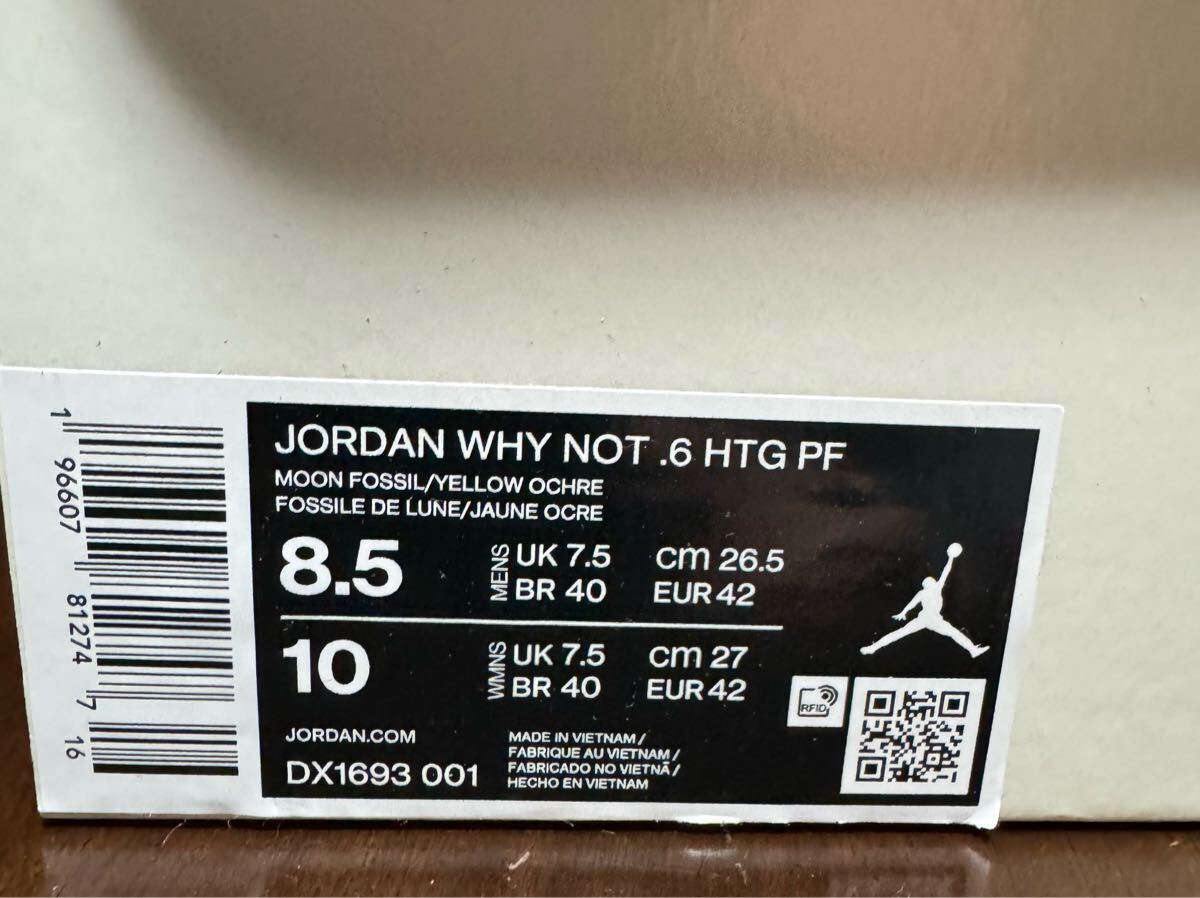 1 96607 81274 7 16
JORDAN WHY NOT .6 HTG PF
MOON FOSSIL/YELLOW OCHRE
FOSSILE DE LUNE/JAUNE OCRE
8.5 MENS UK 7.5 cm 26.5
BR 40 EUR 42
10 WMNS UK 7.5 cm 27
BR 40 EUR 42
RFID
JORDAN.COM
DX1693 001
MADE IN VIETNAM /
FABRIQUE AU VIETNAM /
FABRICADO NO VIETNÃ /
HECHO EN VIETNAM